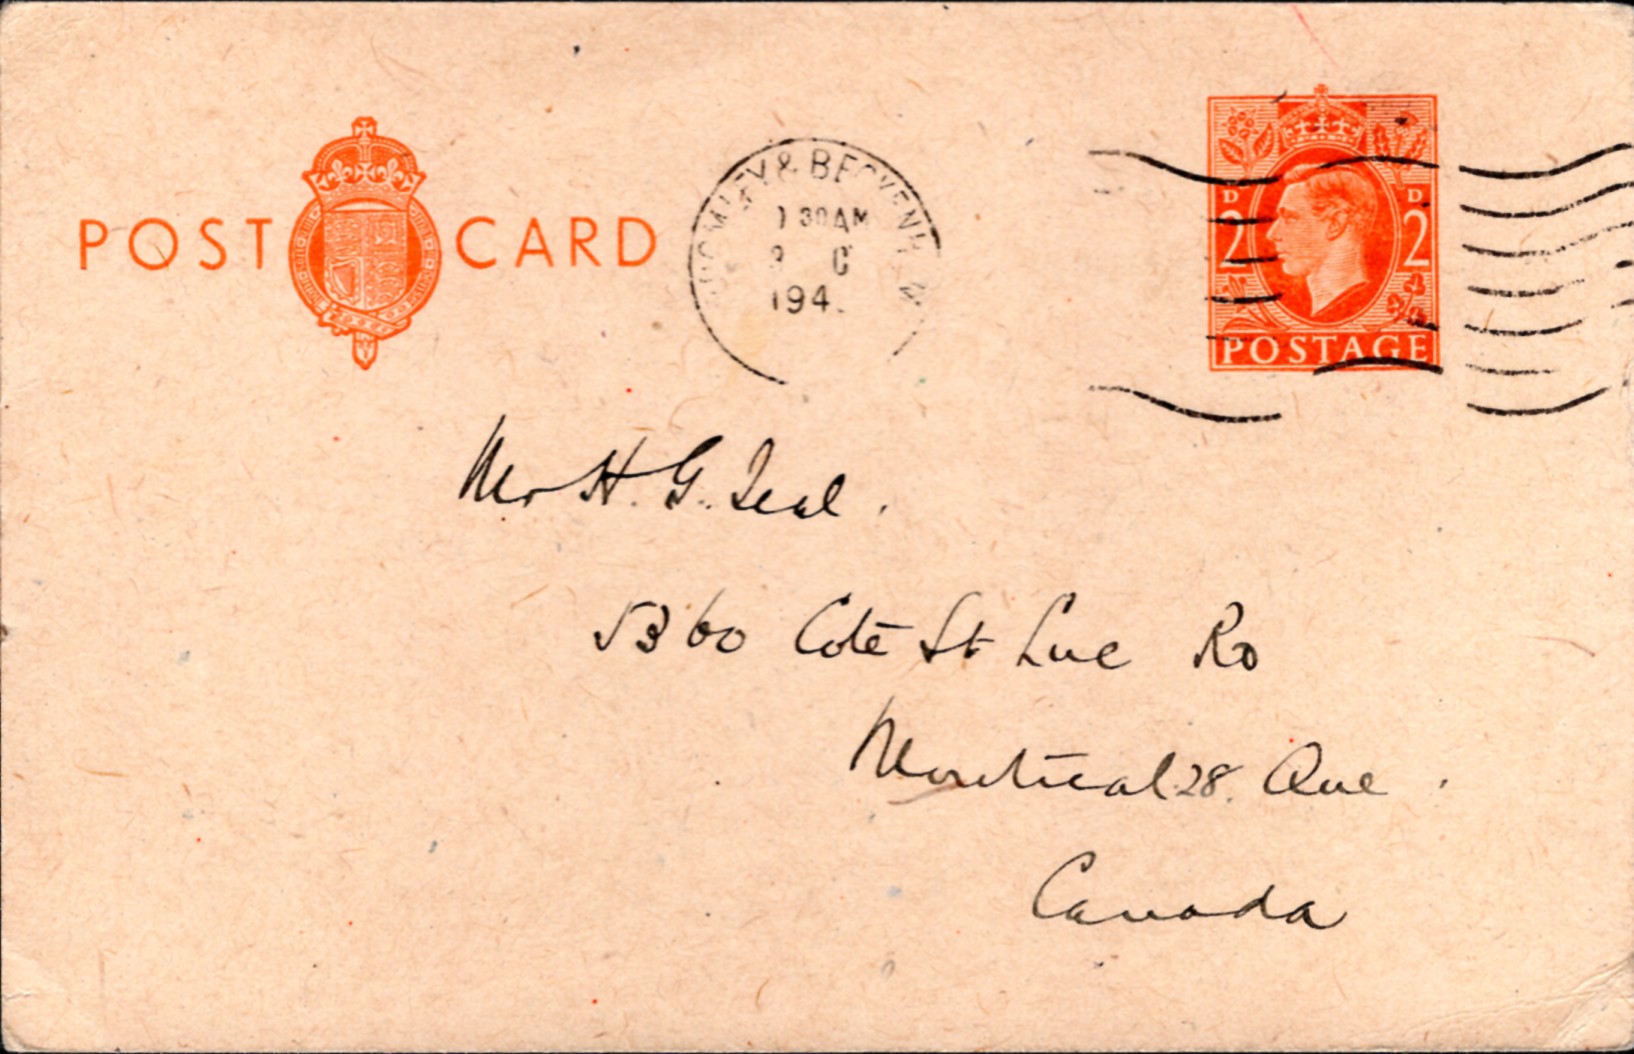 POST CARD
BROMLEY & BECKENHAM
30 AM
194
D D
2 2
POSTAGE
Mr H. G. Teal.
5360 Coté St Luc Rd
Montreal 28. Que.
Canada